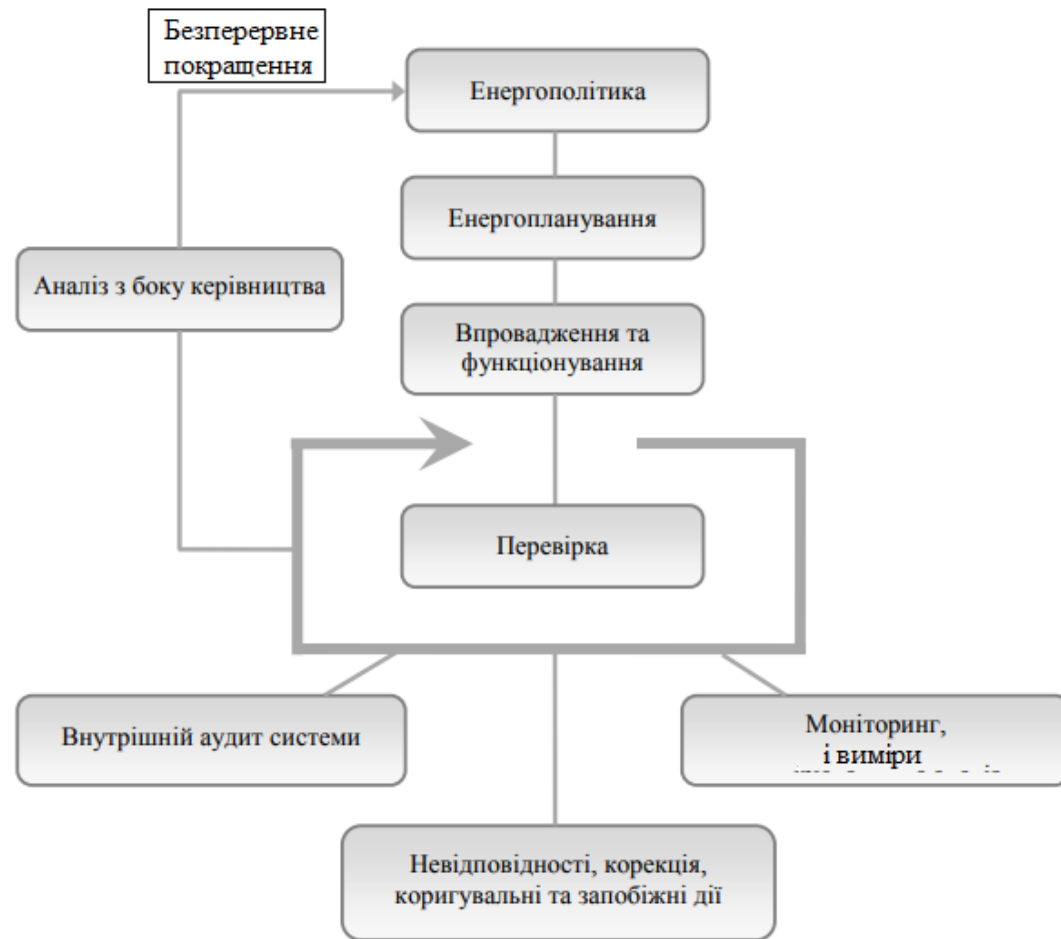 Безперервне
покращення
Енергополітика
Енергопланування
Аналіз з боку керівництва
Впровадження та
функціонування
Перевірка
Внутрішній аудит системи
Моніторинг,
і виміри
Невідповідності, корекція,
коригувальні та запобіжні дії